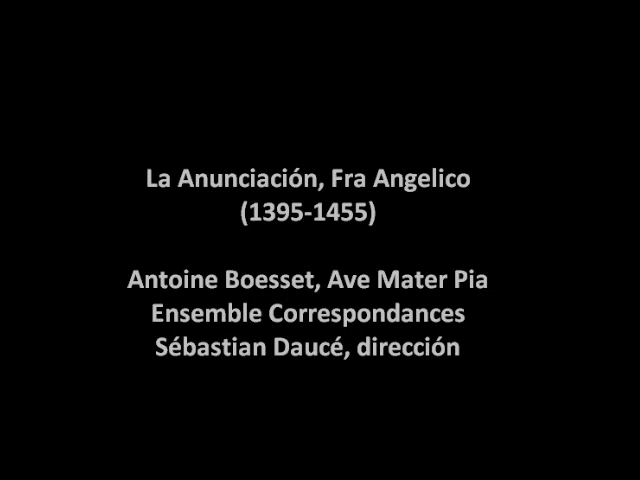 La Anunciación, Fra Angelico
(1395-1455)
Antoine Boesset, Ave Mater Pia
Ensemble Correspondances
Sébastian Daucé, dirección